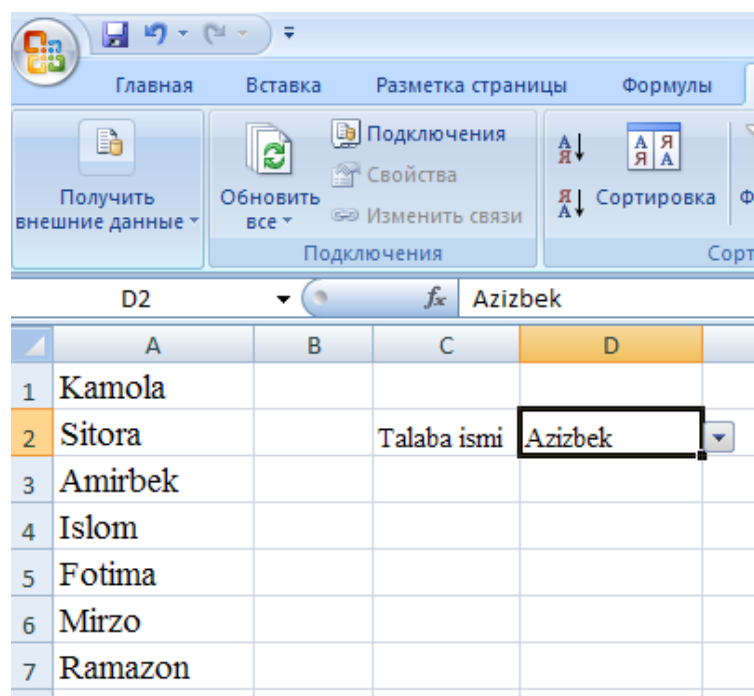 Главная Вставка Разметка страницы Формулы
Подключения
Свойства
Получить Обновить Сортировка
внешние данные все Изменить связи
Подключения
D2 fx Azizbek
A B C D
1 Kamola
2 Sitora Talaba ismi Azizbek
3 Amirbek
4 Islom
5 Fotima
6 Mirzo
7 Ramazon